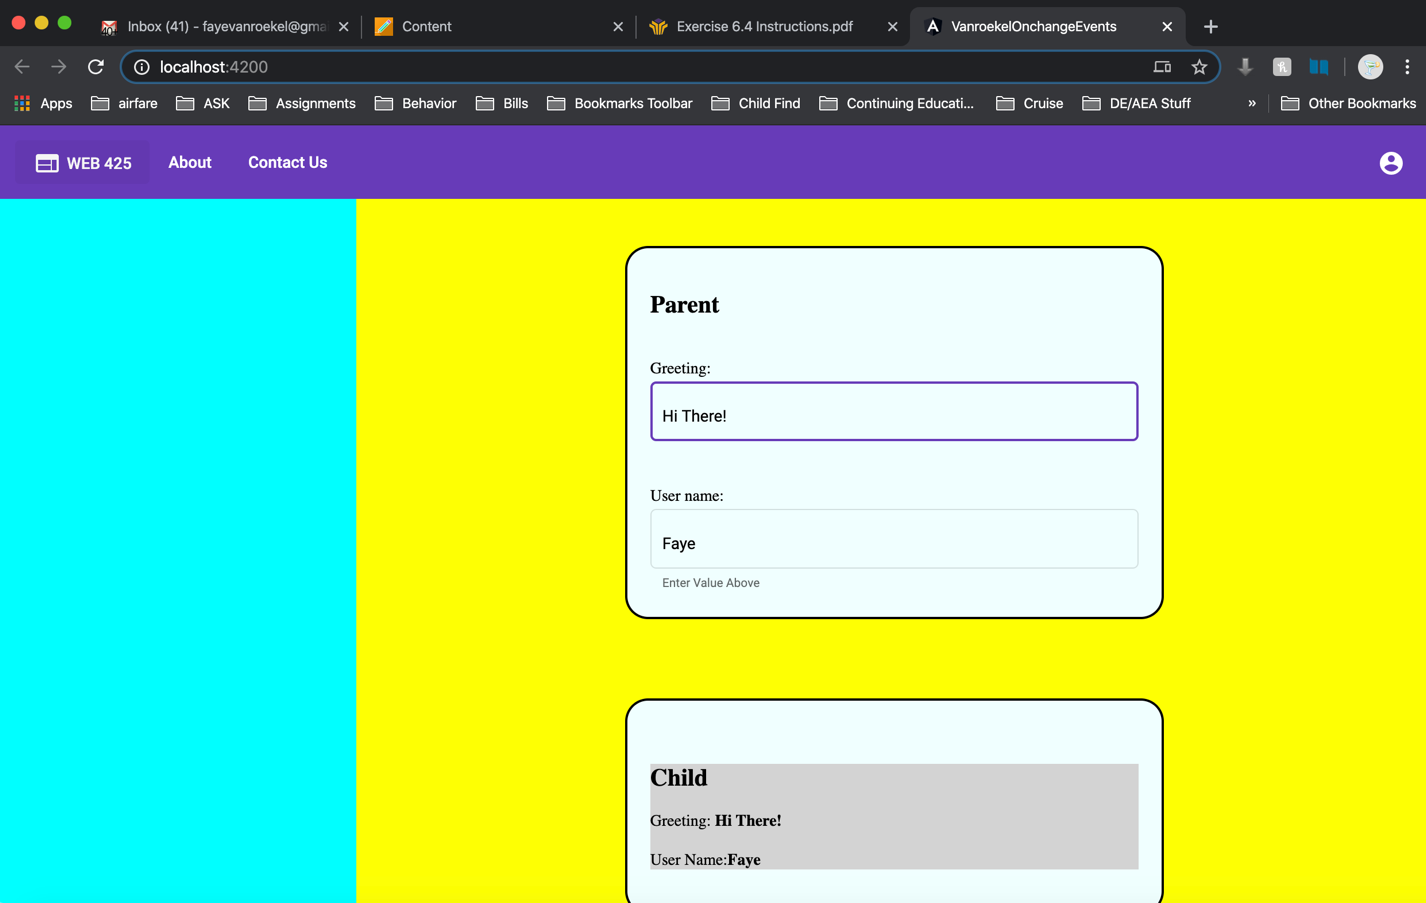 Inbox (41) - fayevanroekel@gma
Content
Exercise 6.4 Instructions.pdf
VanroekelOnchangeEvents
localhost:4200
Apps
airfare
ASK
Assignments
Behavior
Bills
Bookmarks Toolbar
Child Find
Continuing Educati...
Cruise
DE/AEA Stuff
»
Other Bookmarks
WEB 425
About
Contact Us
Parent
Greeting:
Hi There!
User name:
Faye
Enter Value Above
Child
Greeting: Hi There!
User Name:Faye